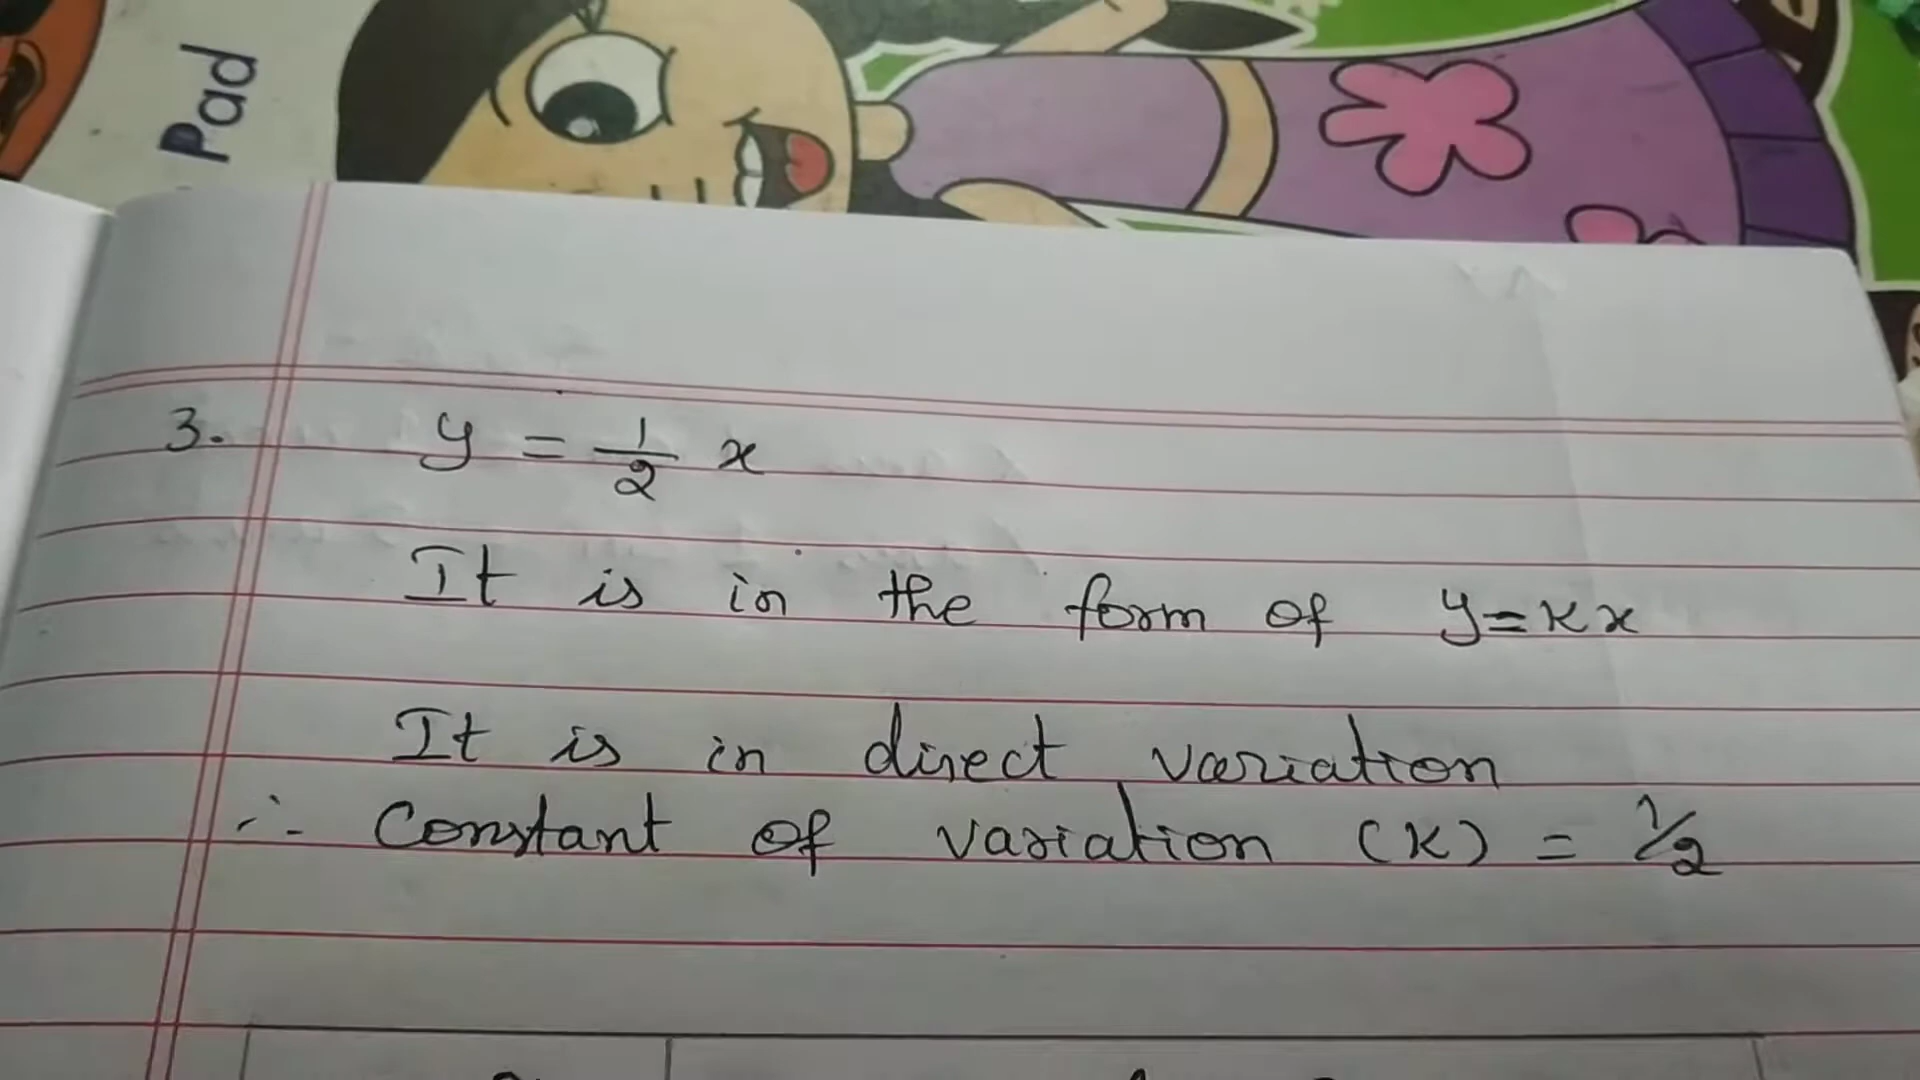 Pad
3. y = 1/2 x
It is in the form of y=kx
It is in direct variation
∴ Constant of variation (k) = 1/2